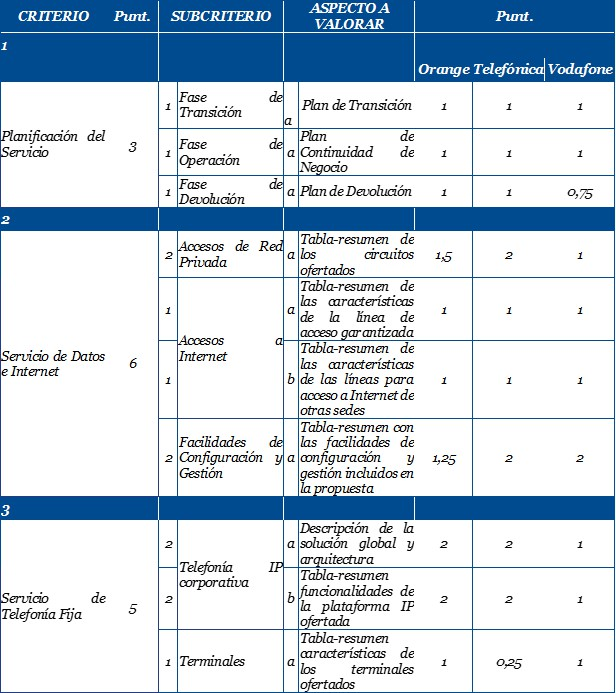 CRITERIO Punt. SUBCRITERIO ASPECTO A VALORAR Punt.
1
Orange Telefónica Vodafone
Planificación del Servicio 3
1 Fase de Transición a Plan de Transición 1 1 1
1 Fase de Operación a Plan de Continuidad de Negocio 1 1 1
1 Fase de Devolución a Plan de Devolución 1 1 0,75
2
Servicio de Datos e Internet 6
2 Accesos de Red Privada a Tabla-resumen de los circuitos ofertados 1,5 2 1
1 Accesos a Internet a Tabla-resumen de las características de la línea de acceso garantizada 1 1 1
1 b Tabla-resumen de las características de las líneas para acceso a Internet de otras sedes 1 1 1
2 Facilidades de Configuración y Gestión a Tabla-resumen con las facilidades de configuración y gestión incluidos en la propuesta 1,25 2 2
3
Servicio de Telefonía Fija 5
2 Telefonía IP corporativa a Descripción de la solución global y arquitectura 2 2 1
2 b Tabla-resumen funcionalidades de la plataforma IP ofertada 2 2 1
1 Terminales a Tabla-resumen características de los terminales ofertados 1 0,25 1